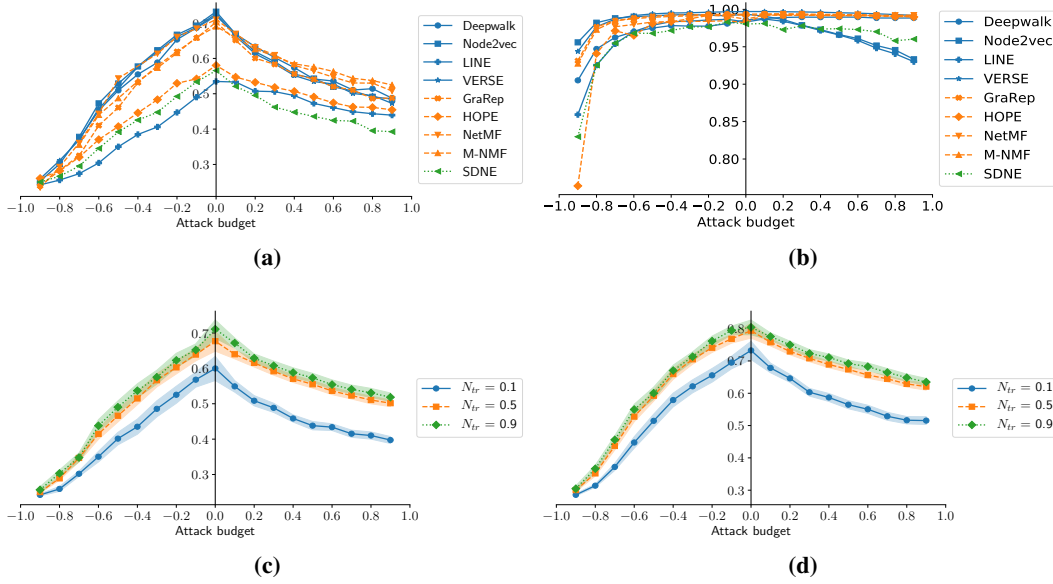 0.7
0.6
0.5
0.4
0.3
−1.0 −0.8 −0.6 −0.4 −0.2 0.0 0.2 0.4 0.6 0.8 1.0
Attack budget
Deepwalk
Node2vec
LINE
VERSE
GraRep
HOPE
NetMF
M-NMF
SDNE
(a)
1.00
0.95
0.90
0.85
0.80
−1.0 −0.8 −0.6 −0.4 −0.2 0.0 0.2 0.4 0.6 0.8 1.0
Attack budget
Deepwalk
Node2vec
LINE
VERSE
GraRep
HOPE
NetMF
M-NMF
SDNE
(b)
0.7
0.6
0.5
0.4
0.3
−1.0 −0.8 −0.6 −0.4 −0.2 0.0 0.2 0.4 0.6 0.8 1.0
Attack budget
N_tr = 0.1
N_tr = 0.5
N_tr = 0.9
(c)
0.8
0.7
0.6
0.5
0.4
0.3
−1.0 −0.8 −0.6 −0.4 −0.2 0.0 0.2 0.4 0.6 0.8 1.0
Attack budget
N_tr = 0.1
N_tr = 0.5
N_tr = 0.9
(d)